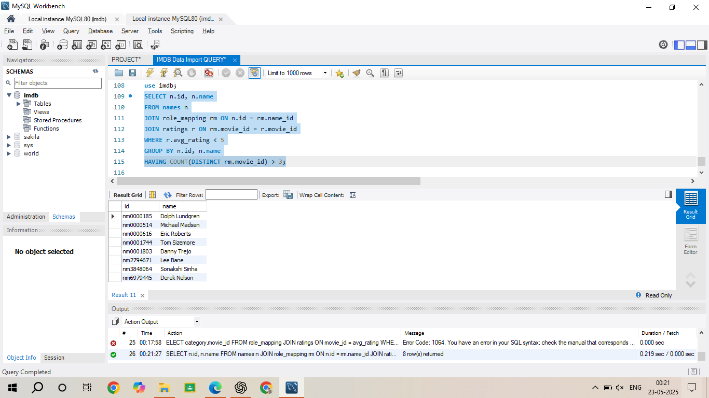 MySQL Workbench
Local instance MySQL80 (imdb) × Local instance MySQL80 (imd... ×
File Edit View Query Database Server Tools Scripting Help
Navigator
PROJECT* IMDB Data Import QUERY* ×
SCHEMAS
Limit to 1000 rows
Filter objects
imdb
Tables
Views
Stored Procedures
Functions
sakila
sys
world
108 use imdb;
109 SELECT n.id, n.name
110 FROM names n
111 JOIN role_mapping rm ON n.id = rm.name_id
112 JOIN ratings r ON rm.movie_id = r.movie_id
113 WHERE r.avg_rating < 5
114 GROUP BY n.id, n.name
115 HAVING COUNT(DISTINCT rm.movie_id) > 3;
116
Result Grid Filter Rows: Export: Wrap Cell Content:
id name
nm0000185 Dolph Lundgren
nm0000514 Michael Madsen
nm0000616 Eric Roberts
nm0001744 Tom Sizemore
nm0001803 Danny Trejo
Lee Bane
Sonakshi Sinha
nm6979445 Derek Nelson
Result Grid
Form Editor
Administration Schemas
Information
No object selected
Result 11 ×
Read Only
Output
Action Output
# Time Action Message Duration / Fetch
25 00:17:58 ELECT category,movie_id FROM role_mapping JOIN ratings ON movie_id = avg_rating WHE... Error Code: 1064. You have an error in your SQL syntax; check the manual that corresponds ... 0.000 sec
26 00:21:27 SELECT n.id, n.name FROM names n JOIN role_mapping rm ON n.id = rm.name_id JOIN rati... 8 row(s) returned 0.219 sec / 0.000 sec
Object Info Session
Query Completed
ENG
00:21
23-05-2025